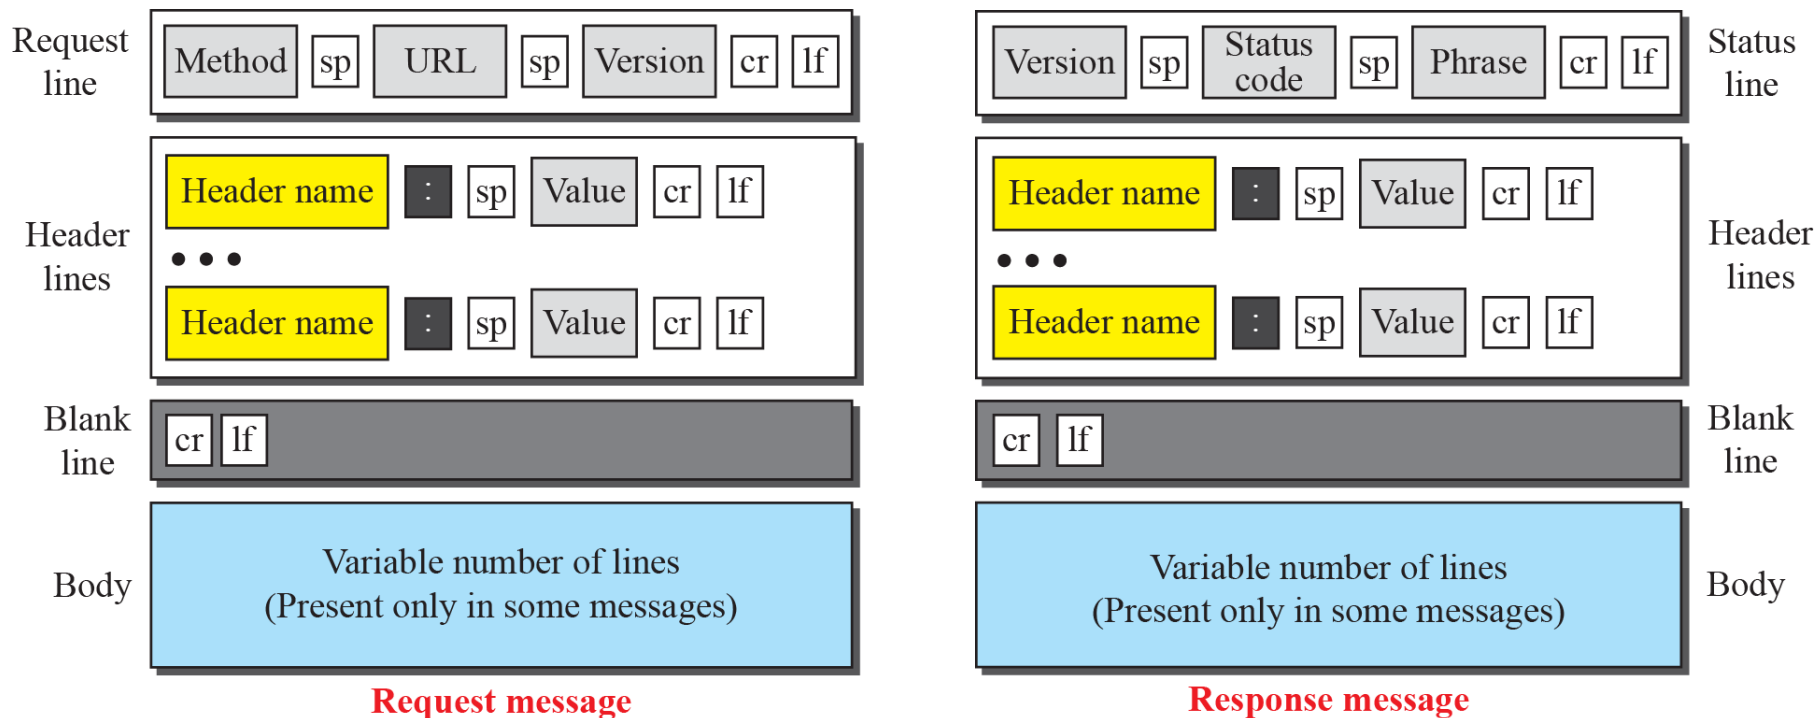 Request line
Method sp URL sp Version cr lf
Header lines
Header name : sp Value cr lf
• • •
Header name : sp Value cr lf
Blank line
cr lf
Body
Variable number of lines
(Present only in some messages)
Request message
Version sp Status code sp Phrase cr lf
Status line
Header name : sp Value cr lf
• • •
Header name : sp Value cr lf
Header lines
cr lf
Blank line
Variable number of lines
(Present only in some messages)
Body
Response message